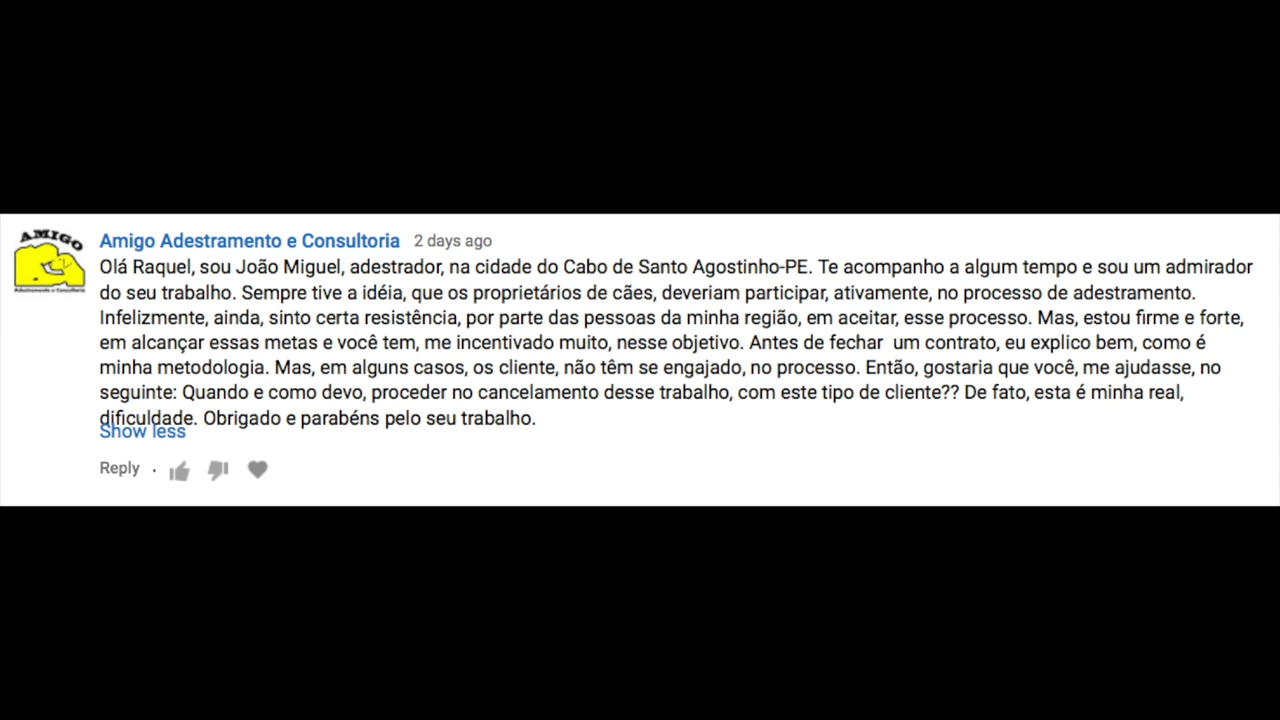 AMIGO
Adestramento e Consultoria
Amigo Adestramento e Consultoria 2 days ago
Olá Raquel, sou João Miguel, adestrador, na cidade do Cabo de Santo Agostinho-PE. Te acompanho a algum tempo e sou um admirador
do seu trabalho. Sempre tive a idéia, que os proprietários de cães, deveriam participar, ativamente, no processo de adestramento.
Infelizmente, ainda, sinto certa resistência, por parte das pessoas da minha região, em aceitar, esse processo. Mas, estou firme e forte,
em alcançar essas metas e você tem, me incentivado muito, nesse objetivo. Antes de fechar  um contrato, eu explico bem, como é
minha metodologia. Mas, em alguns casos, os cliente, não têm se engajado, no processo. Então, gostaria que você, me ajudasse, no
seguinte: Quando e como devo, proceder no cancelamento desse trabalho, com este tipo de cliente?? De fato, esta é minha real,
dificuldade. Obrigado e parabéns pelo seu trabalho.
Show less
Reply